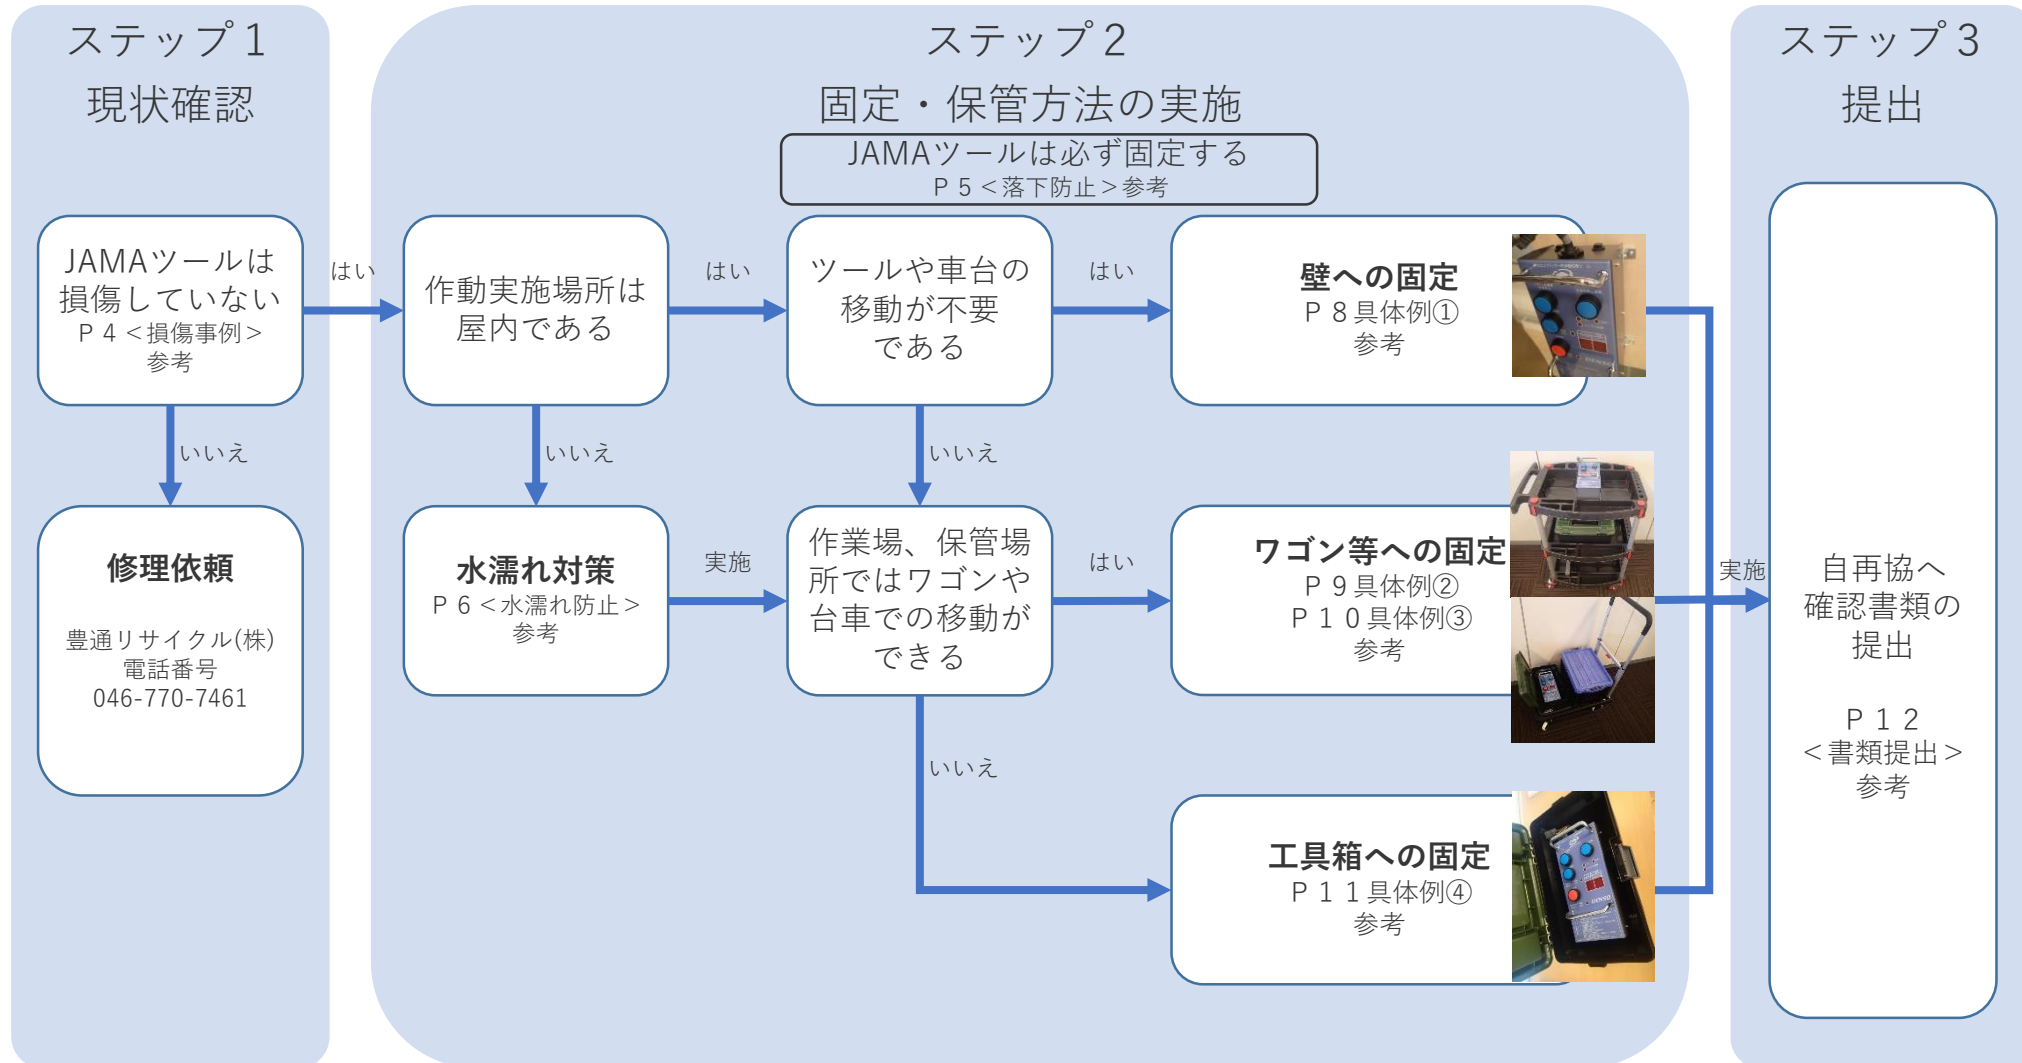 ステップ１
現状確認
JAMAツールは
損傷していない
Ｐ４＜損傷事例＞
参考
はい
いいえ
修理依頼
豊通リサイクル(株)
電話番号
046-770-7461
ステップ２
固定・保管方法の実施
JAMAツールは必ず固定する
Ｐ５＜落下防止＞参考
作動実施場所は
屋内である
はい
いいえ
ツールや車台の
移動が不要
である
はい
いいえ
壁への固定
Ｐ８具体例①
参考
水濡れ対策
Ｐ６＜水濡れ防止＞
参考
実施
作業場、保管場
所ではワゴンや
台車での移動が
できる
はい
いいえ
ワゴン等への固定
Ｐ９具体例②
Ｐ１０具体例③
参考
工具箱への固定
Ｐ１１具体例④
参考
DENSO
実施
ステップ３
提出
自再協へ
確認書類の
提出
Ｐ１２
＜書類提出＞
参考